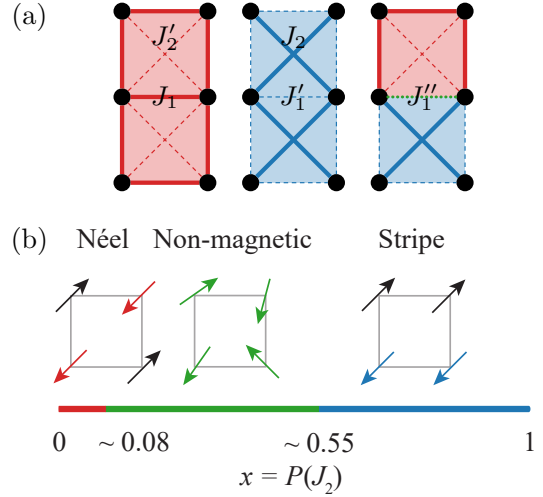 (a)
J′₂ J₂
J₁ J′₁ J″₁
(b)
Néel Non-magnetic Stripe
0 ~ 0.08 ~ 0.55 1
x = P(J₂)